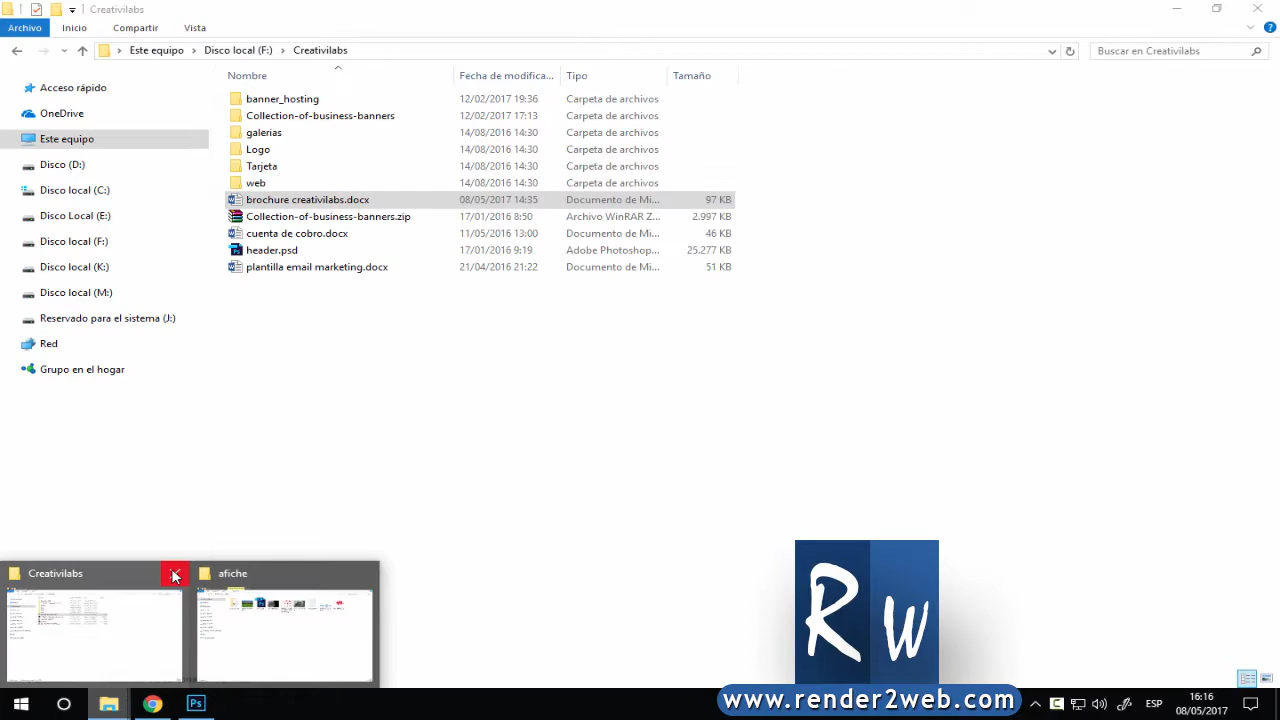 Creativilabs
Archivo Inicio Compartir Vista
Este equipo Disco local (F:) Creativilabs Buscar en Creativilabs
Nombre Fecha de modifica... Tipo Tamaño
Acceso rápido
OneDrive
Este equipo
Disco (D:)
Disco local (C:)
Disco Local (E:)
Disco local (F:)
Disco local (K:)
Disco local (M:)
Reservado para el sistema (J:)
Red
Grupo en el hogar
banner_hosting 12/02/2017 19:36 Carpeta de archivos
Collection-of-business-banners 12/02/2017 17:13 Carpeta de archivos
galerias 14/08/2016 14:30 Carpeta de archivos
Logo 14/08/2016 14:30 Carpeta de archivos
Tarjeta 14/08/2016 14:30 Carpeta de archivos
web 14/08/2016 14:30 Carpeta de archivos
brochure creativilabs.docx 08/05/2017 14:35 Documento de Mi... 97 KB
Collection-of-business-banners.zip 17/01/2016 8:50 Archivo WinRAR Z... 2.997 KB
cuenta de cobro.docx 11/05/2016 13:00 Documento de Mi... 46 KB
header.psd 17/01/2016 9:19 Adobe Photoshop... 25.277 KB
plantilla email marketing.docx 21/04/2016 21:22 Documento de Mi... 51 KB
Creativilabs afiche
RW
www.render2web.com
Ps
ESP
16:16
08/05/2017